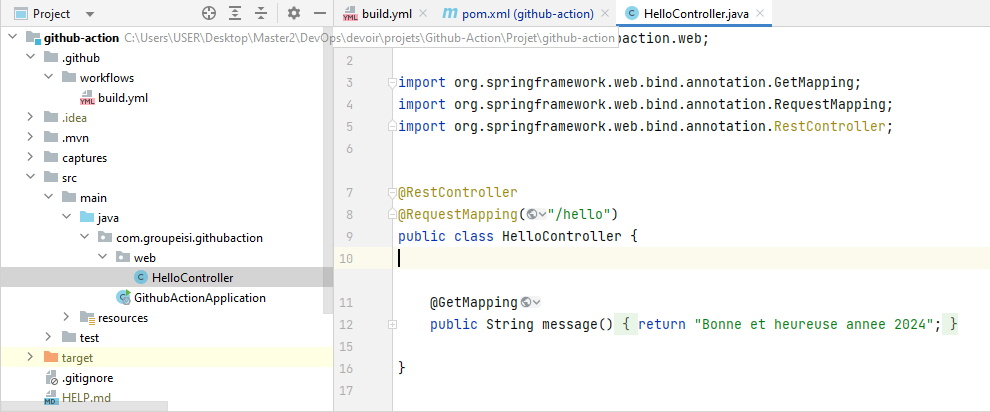 Project
build.yml
pom.xml (github-action)
HelloController.java
github-action C:\Users\USER\Desktop\Master2\DevOps\devoir\projets\Github-Action\Projet\github-action
.github
workflows
build.yml
.idea
.mvn
captures
src
main
java
com.groupeisi.githubaction
web
HelloController
GithubActionApplication
resources
test
target
.gitignore
HELP.md
action.web;
2
3 import org.springframework.web.bind.annotation.GetMapping;
4 import org.springframework.web.bind.annotation.RequestMapping;
5 import org.springframework.web.bind.annotation.RestController;
6
7 @RestController
8 @RequestMapping("/hello")
9 public class HelloController {
10
11 @GetMapping
12 public String message() { return "Bonne et heureuse annee 2024"; }
15
16 }
17